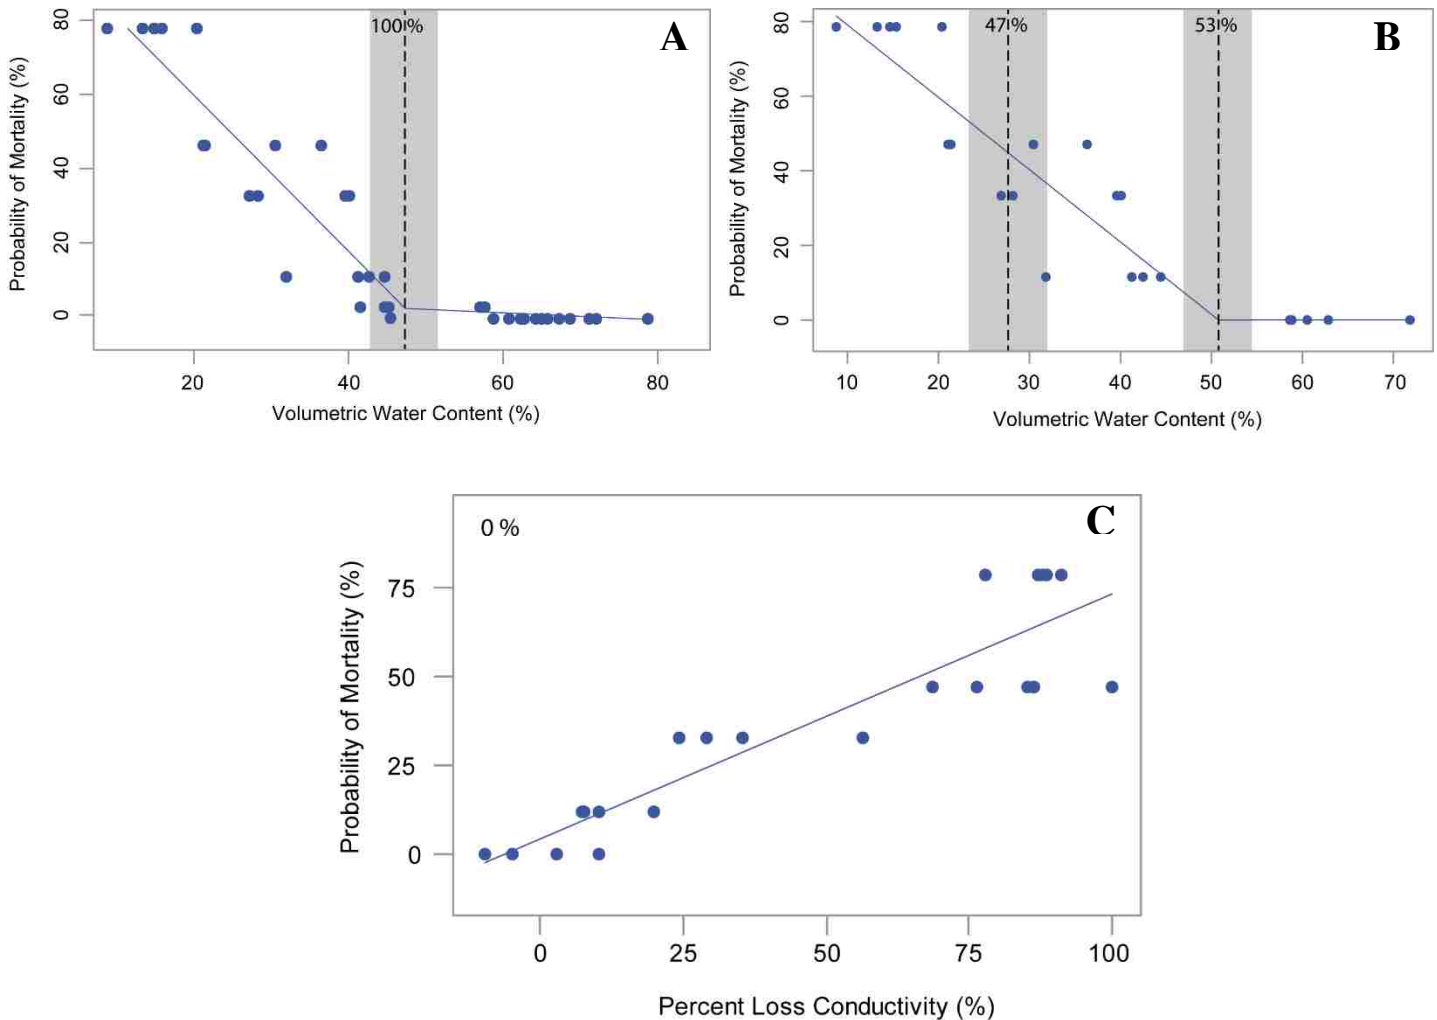 100%
A
80
60
40
20
0
Probability of Mortality (%)
20 40 60 80
Volumetric Water Content (%)
47% 53%
B
80
60
40
20
0
Probability of Mortality (%)
10 20 30 40 50 60 70
Volumetric Water Content (%)
0 %
C
75
50
25
0
Probability of Mortality (%)
0 25 50 75 100
Percent Loss Conductivity (%)